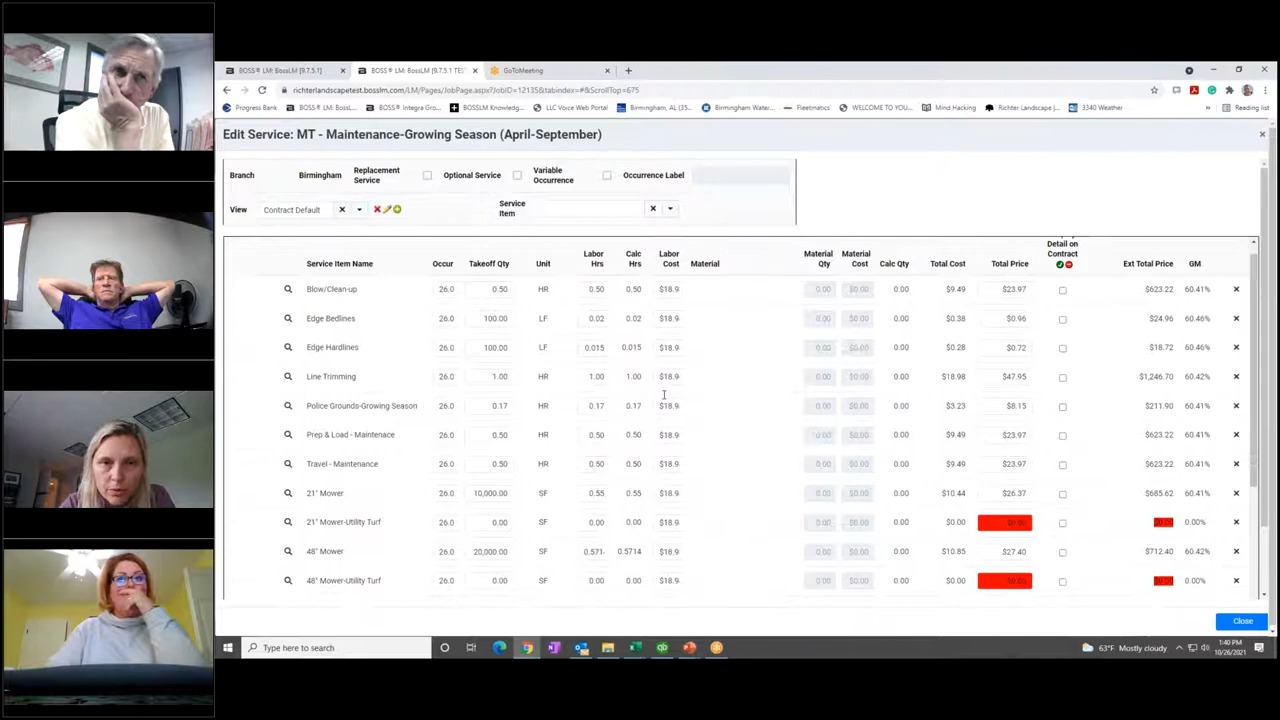 BOSS® LM: BossLM [9.7.5.1]
BOSS® LM: BossLM [9.7.5.1 TES
GoToMeeting
richterlandscapetest.bosslm.com/LM/Pages/JobPage.aspx?JobID=12135&tabindex=#&ScrollTop=675
Progress Bank BOSS® LM: BossL... BOSS® Integra Gro... BOSSLM Knowledg... LLC Voice Web Portal Birmingham, AL (35... Birmingham Water... Fleetmatics WELCOME TO YOU... Mind Hacking Richter Landscape j... 3340 Weather » Reading list
Edit Service: MT - Maintenance-Growing Season (April-September)
Branch Birmingham Replacement Service Optional Service Variable Occurrence Occurrence Label
View Contract Default Service Item
Service Item Name Occur Takeoff Qty Unit Labor Hrs Calc Hrs Labor Cost Material Material Qty Material Cost Calc Qty Total Cost Total Price Detail on Contract Ext Total Price GM
Blow/Clean-up 26.0 0.50 HR 0.50 0.50 $18.9 0.00 $0.00 0.00 $9.49 $23.97 $623.22 60.41%
Edge Bedlines 26.0 100.00 LF 0.02 0.02 $18.9 0.00 $0.00 0.00 $0.38 $0.96 $24.96 60.46%
Edge Hardlines 26.0 100.00 LF 0.015 0.015 $18.9 0.00 $0.00 0.00 $0.28 $0.72 $18.72 60.46%
Line Trimming 26.0 1.00 HR 1.00 1.00 $18.9 0.00 $0.00 0.00 $18.98 $47.95 $1,246.70 60.42%
Police Grounds-Growing Season 26.0 0.17 HR 0.17 0.17 $18.9 0.00 $0.00 0.00 $3.23 $8.15 $211.90 60.41%
Prep & Load - Maintenace 26.0 0.50 HR 0.50 0.50 $18.9 0.00 $0.00 0.00 $9.49 $23.97 $623.22 60.41%
Travel - Maintenance 26.0 0.50 HR 0.50 0.50 $18.9 0.00 $0.00 0.00 $9.49 $23.97 $623.22 60.41%
21" Mower 26.0 10,000.00 SF 0.55 0.55 $18.9 0.00 $0.00 0.00 $10.44 $26.37 $685.62 60.41%
21" Mower-Utility Turf 26.0 0.00 SF 0.00 0.00 $18.9 0.00 $0.00 0.00 $0.00 $0.00 $0.00 0.00%
48" Mower 26.0 20,000.00 SF 0.571 0.5714 $18.9 0.00 $0.00 0.00 $10.85 $27.40 $712.40 60.42%
48" Mower-Utility Turf 26.0 0.00 SF 0.00 0.00 $18.9 0.00 $0.00 0.00 $0.00 $0.00 $0.00 0.00%
Close
Type here to search
63°F Mostly cloudy
1:40 PM
10/26/2021